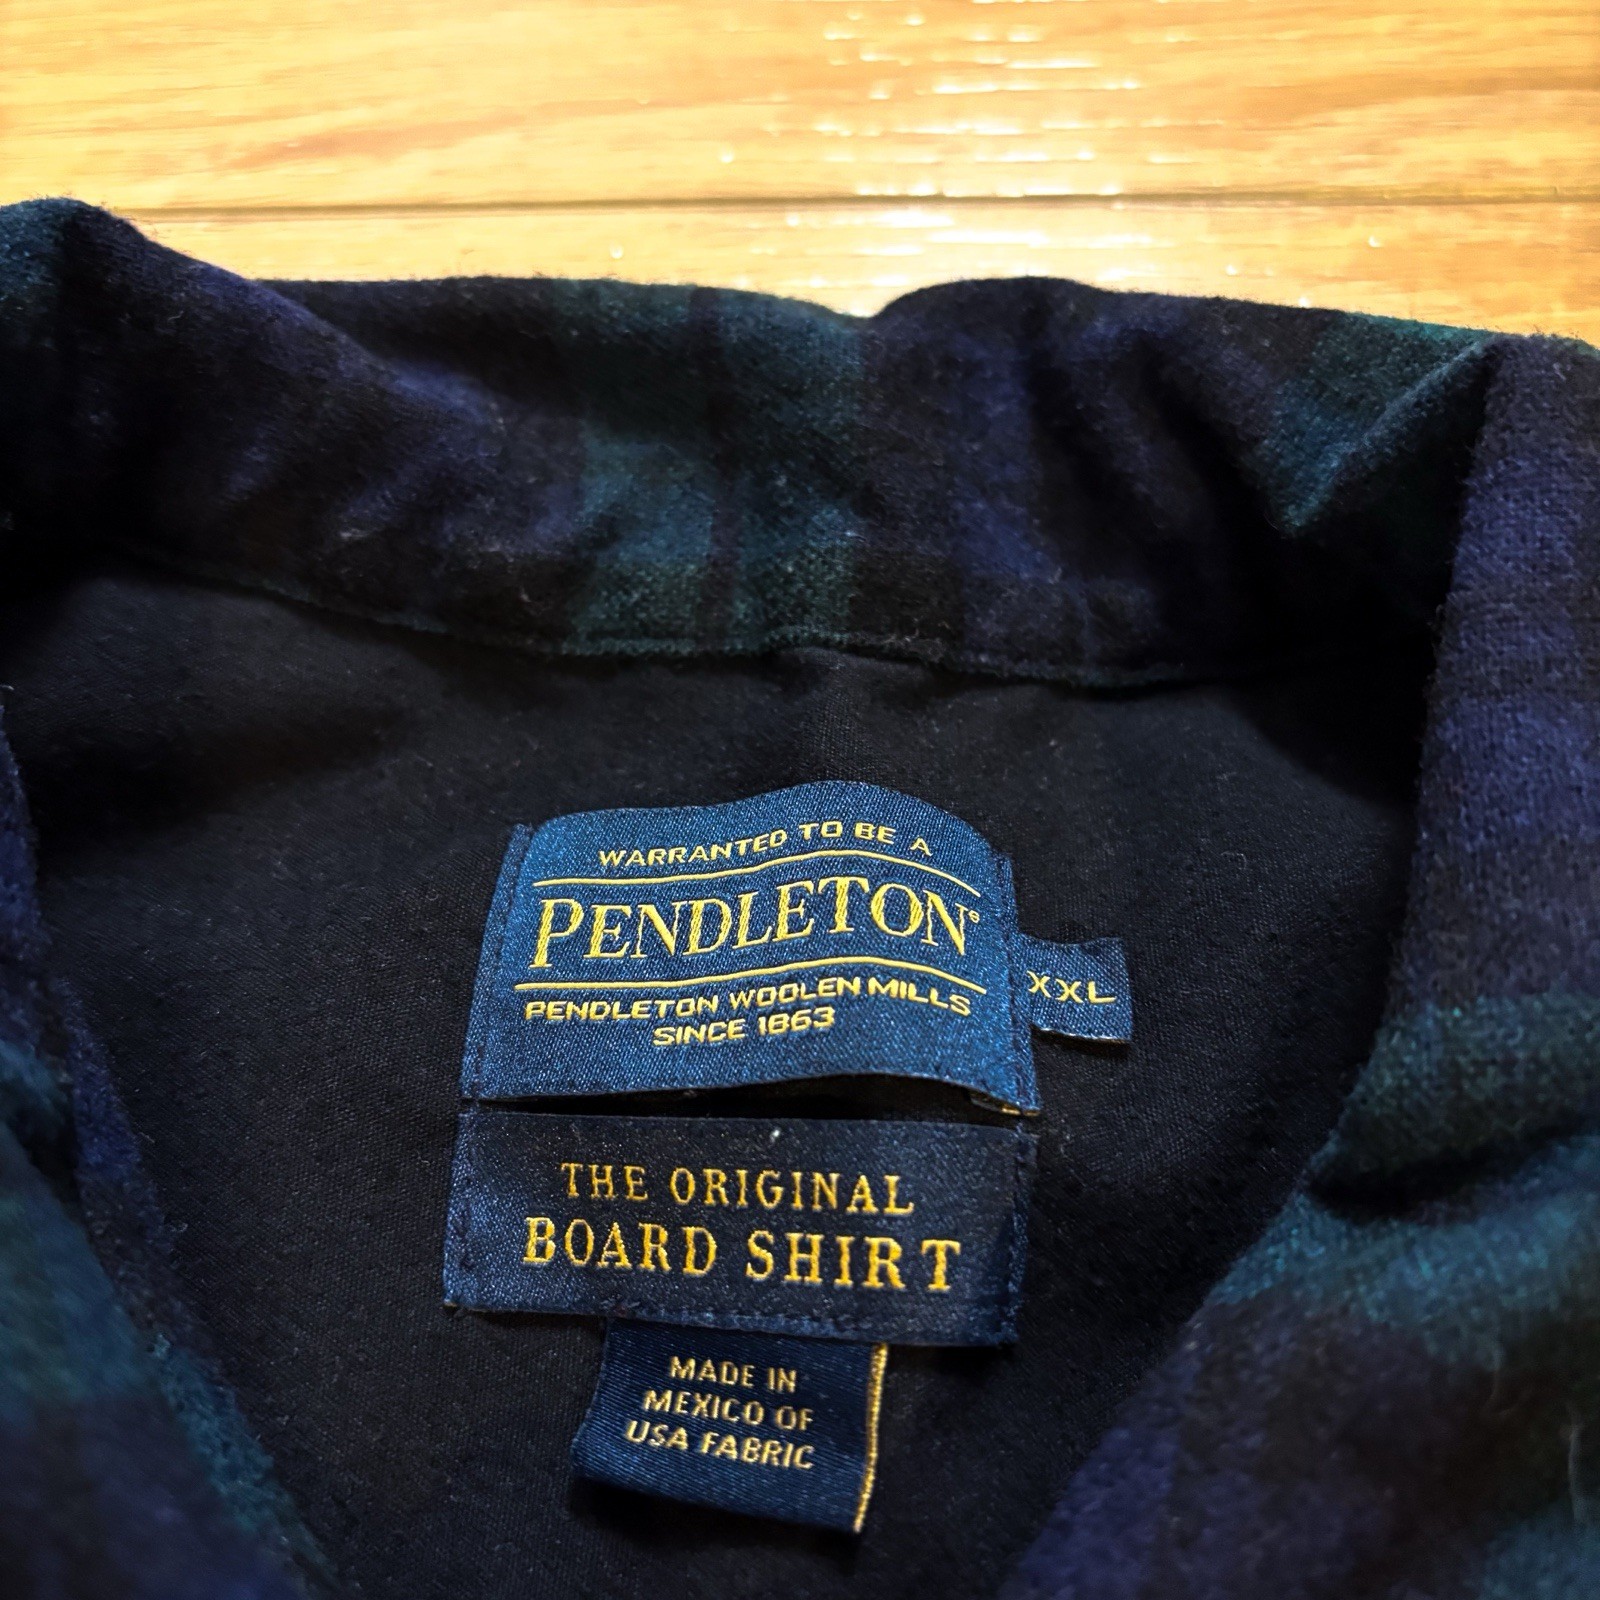 WARRANTED TO BE A
PENDLETON®
PENDLETON WOOLEN MILLS
SINCE 1863
XXL
THE ORIGINAL
BOARD SHIRT
MADE IN
MEXICO OF
USA FABRIC